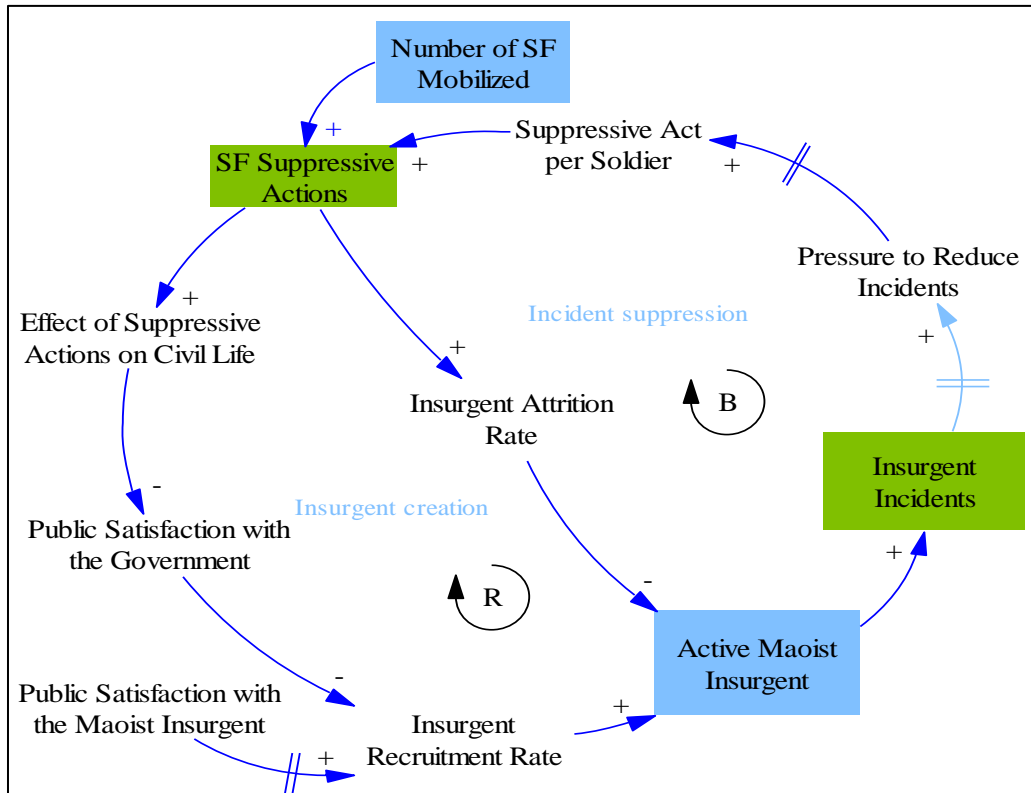 Number of SF
Mobilized
Suppressive Act
per Soldier
+
+
+
SF Suppressive
Actions
Pressure to Reduce
Incidents
+
Effect of Suppressive
Actions on Civil Life
Incident suppression
+
+
Insurgent Attrition
Rate
B
Insurgent
Incidents
-
Insurgent creation
Public Satisfaction with
the Government
+
R
-
Active Maoist
Insurgent
-
Public Satisfaction with
the Maoist Insurgent
+
Insurgent
Recruitment Rate
+